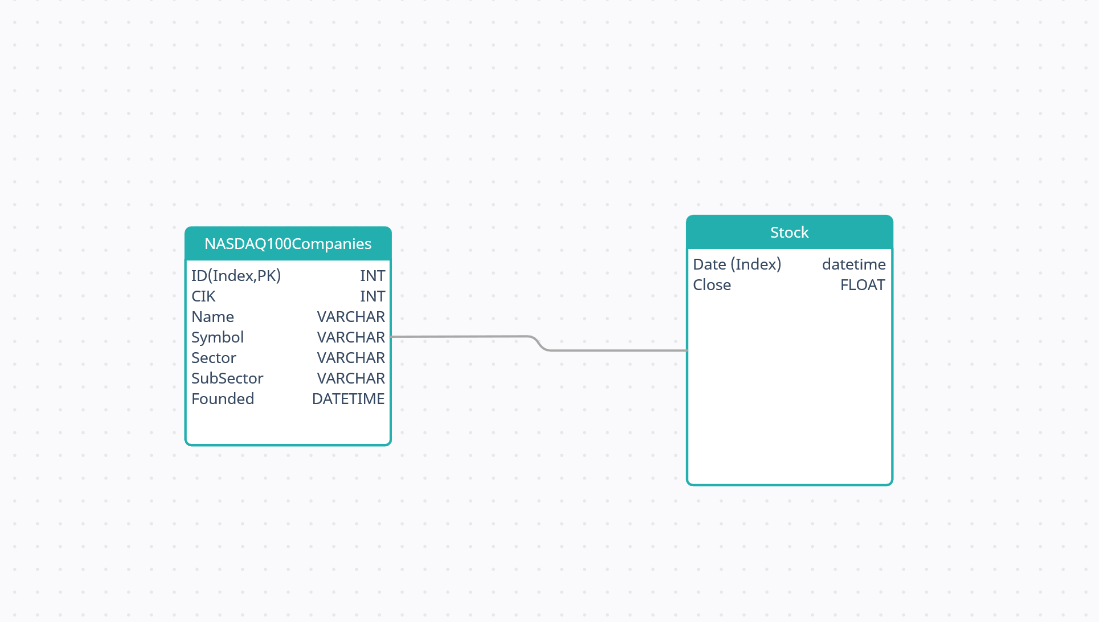 NASDAQ100Companies
ID(Index,PK) INT
CIK INT
Name VARCHAR
Symbol VARCHAR
Sector VARCHAR
SubSector VARCHAR
Founded DATETIME
Stock
Date (Index) datetime
Close FLOAT